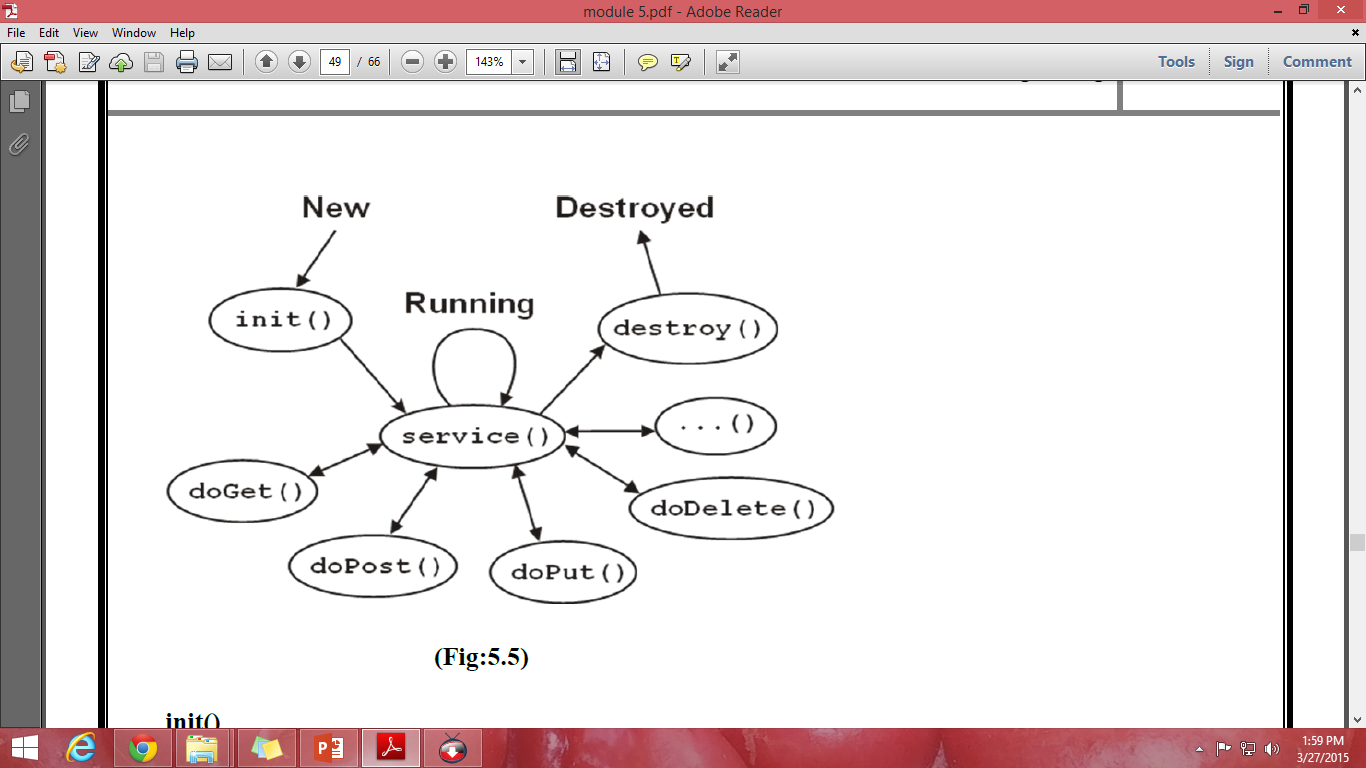 module 5.pdf - Adobe Reader
File Edit View Window Help
49 / 66 143% Tools Sign Comment
New Destroyed
Running
init()
destroy()
service()
...()
doGet()
doDelete()
doPost()
doPut()
(Fig:5.5)
init()
1:59 PM
3/27/2015